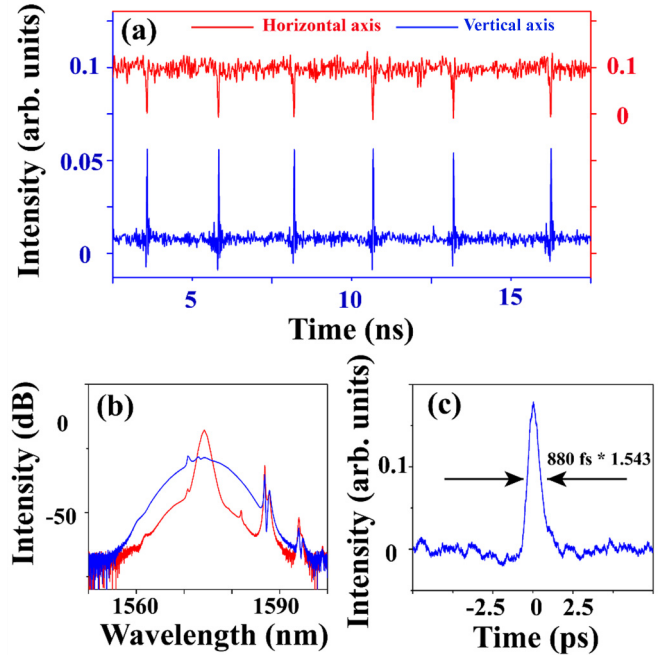 (a)
Horizontal axis
Vertical axis
Intensity (arb. units)
0.1
0.05
0
0.1
0
5
10
15
Time (ns)
(b)
Intensity (dB)
0
-50
1560
1590
Wavelength (nm)
(c)
Intensity (arb. units)
0.1
0
880 fs * 1.543
-2.5
0
2.5
Time (ps)